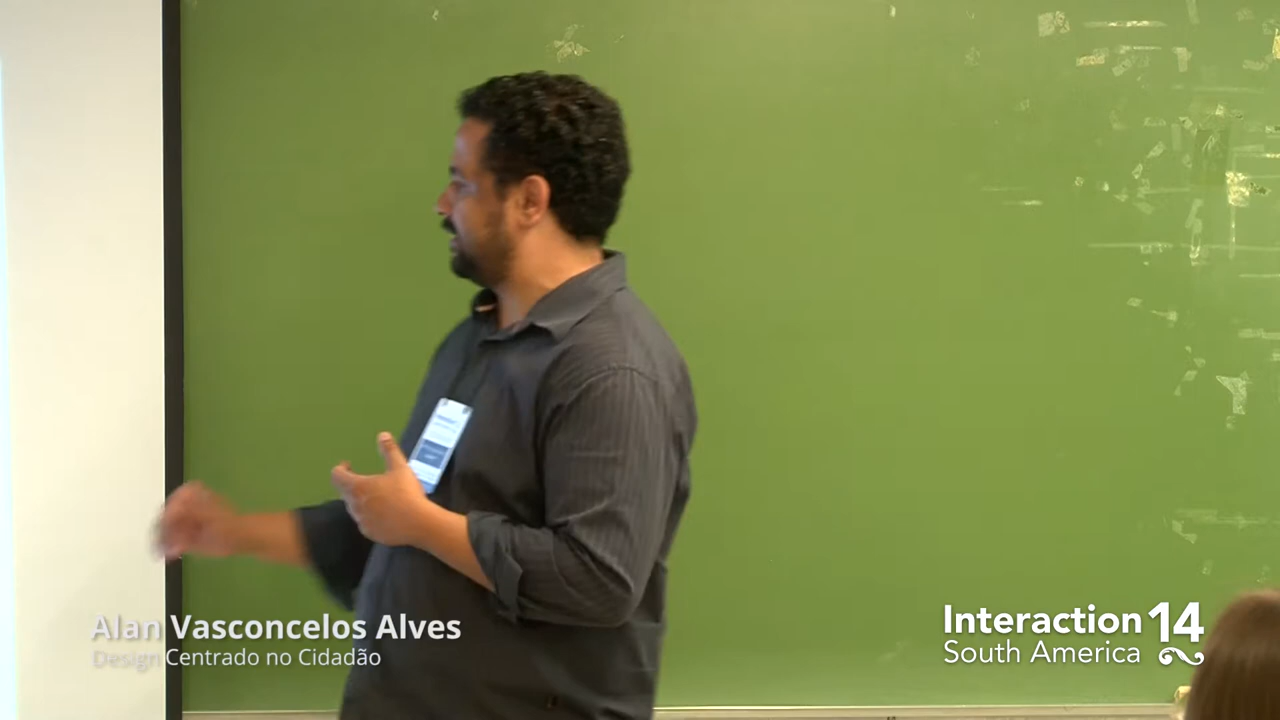 Alan Vasconcelos Alves
Design Centrado no Cidadão
Interaction 14
South America